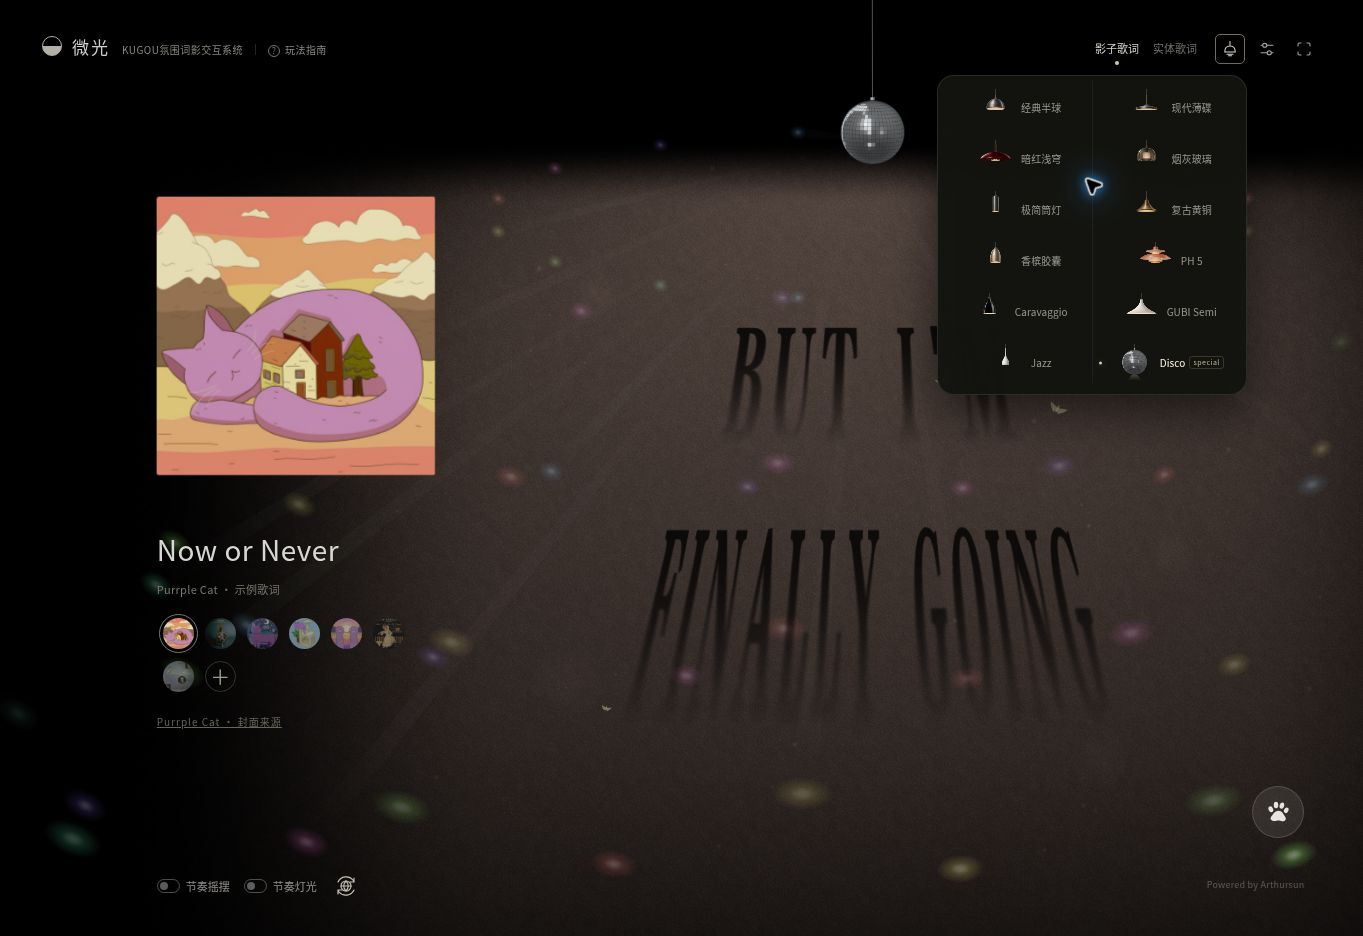 微光 KUGOU氛围词影交互系统 ? 玩法指南
影子歌词 实体歌词
经典半球 现代薄碟
暗红浅穹 烟灰玻璃
极简筒灯 复古黄铜
香槟胶囊 PH 5
Caravaggio GUBI Semi
Jazz Disco special
BUT I'M
FINALLY GOING
Now or Never
Purrple Cat · 示例歌词
Purrple Cat · 封面来源
节奏摇摆 节奏灯光
Powered by Arthursun